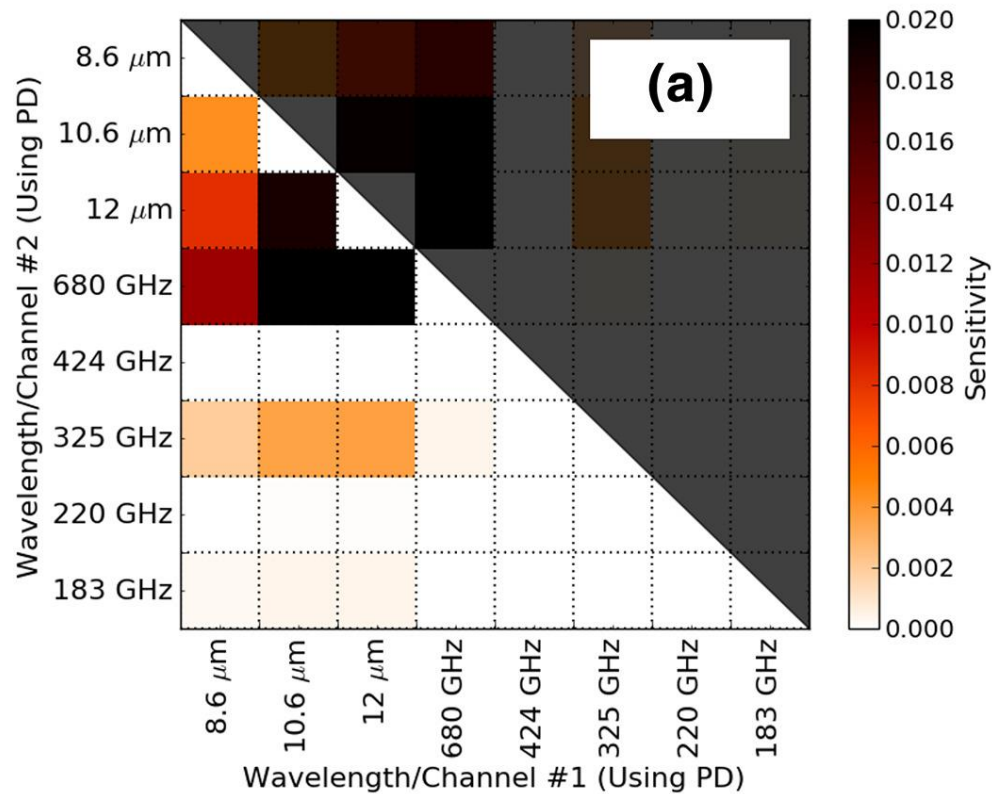 (a)
Wavelength/Channel #2 (Using PD)
8.6 μm
10.6 μm
12 μm
680 GHz
424 GHz
325 GHz
220 GHz
183 GHz
8.6 μm
10.6 μm
12 μm
680 GHz
424 GHz
325 GHz
220 GHz
183 GHz
Wavelength/Channel #1 (Using PD)
0.020
0.018
0.016
0.014
0.012
0.010
0.008
0.006
0.004
0.002
0.000
Sensitivity